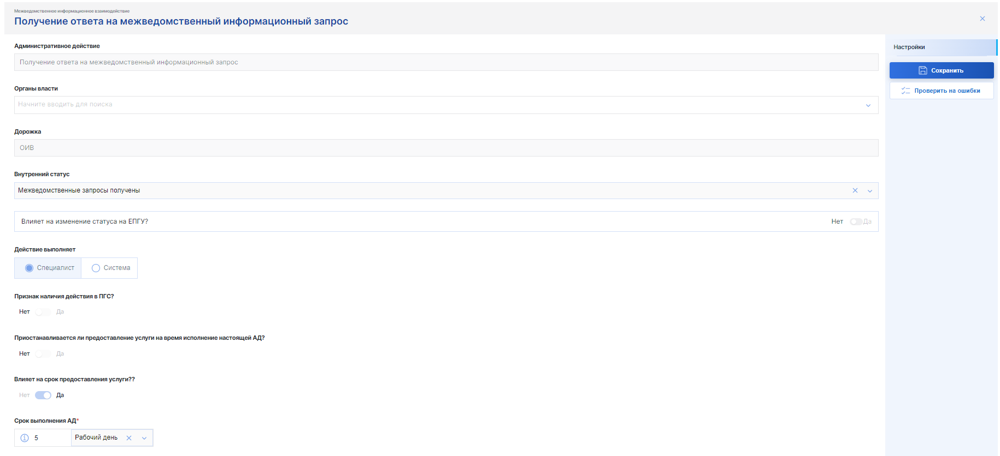 Межведомственное информационное взаимодействие
Получение ответа на межведомственный информационный запрос
Административное действие
Получение ответа на межведомственный информационный запрос
Органы власти
Начните вводить для поиска
Дорожка
ОИВ
Внутренний статус
Межведомственные запросы получены
Влияет на изменение статуса на ЕПГУ?
Нет Да
Действие выполняет
Специалист Система
Признак наличия действия в ПГС?
Нет Да
Приостанавливается ли предоставление услуги на время исполнение настоящей АД?
Нет Да
Влияет на срок предоставления услуги??
Нет Да
Срок выполнения АД*
5 Рабочий день
Настройки
Сохранить
Проверить на ошибки